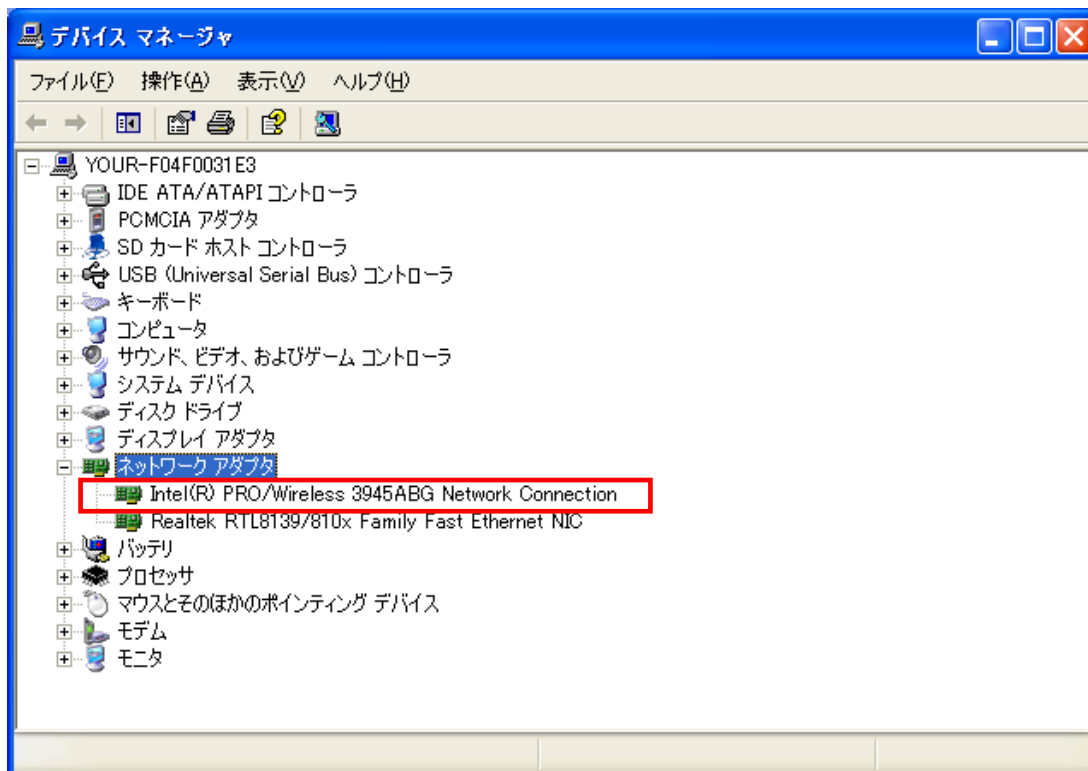 デバイス マネージャ
ファイル(F) 操作(A) 表示(V) ヘルプ(H)
YOUR-F04F0031E3
IDE ATA/ATAPI コントローラ
PCMCIA アダプタ
SD カード ホスト コントローラ
USB (Universal Serial Bus) コントローラ
キーボード
コンピュータ
サウンド、ビデオ、およびゲーム コントローラ
システム デバイス
ディスク ドライブ
ディスプレイ アダプタ
ネットワーク アダプタ
Intel(R) PRO/Wireless 3945ABG Network Connection
Realtek RTL8139/810x Family Fast Ethernet NIC
バッテリ
プロセッサ
マウスとそのほかのポインティング デバイス
モデム
モニタ